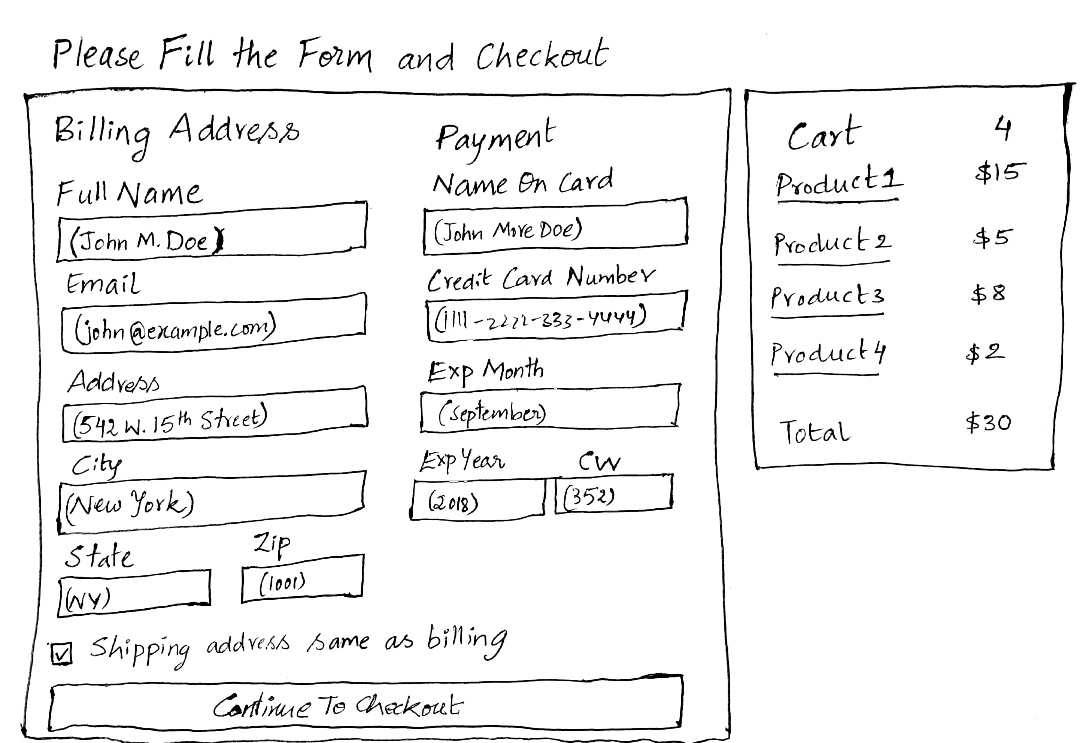 Please Fill the Form and Checkout
Billing Address
Full Name
(John M. Doe)
Email
(john@example.com)
Address
(542 W. 15th Street)
City
(New York)
State Zip
(NY) (1001)
Payment
Name On Card
(John More Doe)
Credit Card Number
(1111-2222-333-4444)
Exp Month
(September)
Exp Year CVV
(2018) (352)
Shipping address same as billing
Continue To Checkout
Cart 4
Product1 $15
Product2 $5
Product3 $8
Product4 $2
Total $30